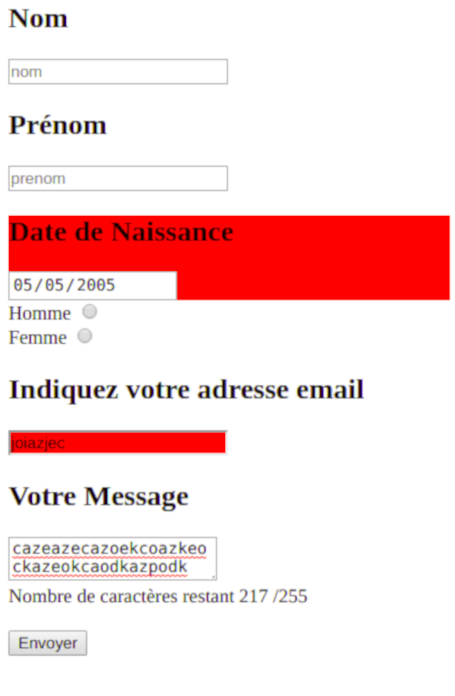 Nom
nom
Prénom
prenom
Date de Naissance
05/05/2005
Homme
Femme
Indiquez votre adresse email
joiazjec
Votre Message
cazeazecazoekcoazkeo
ckazeokcaodkazpodk
Nombre de caractères restant 217 /255
Envoyer